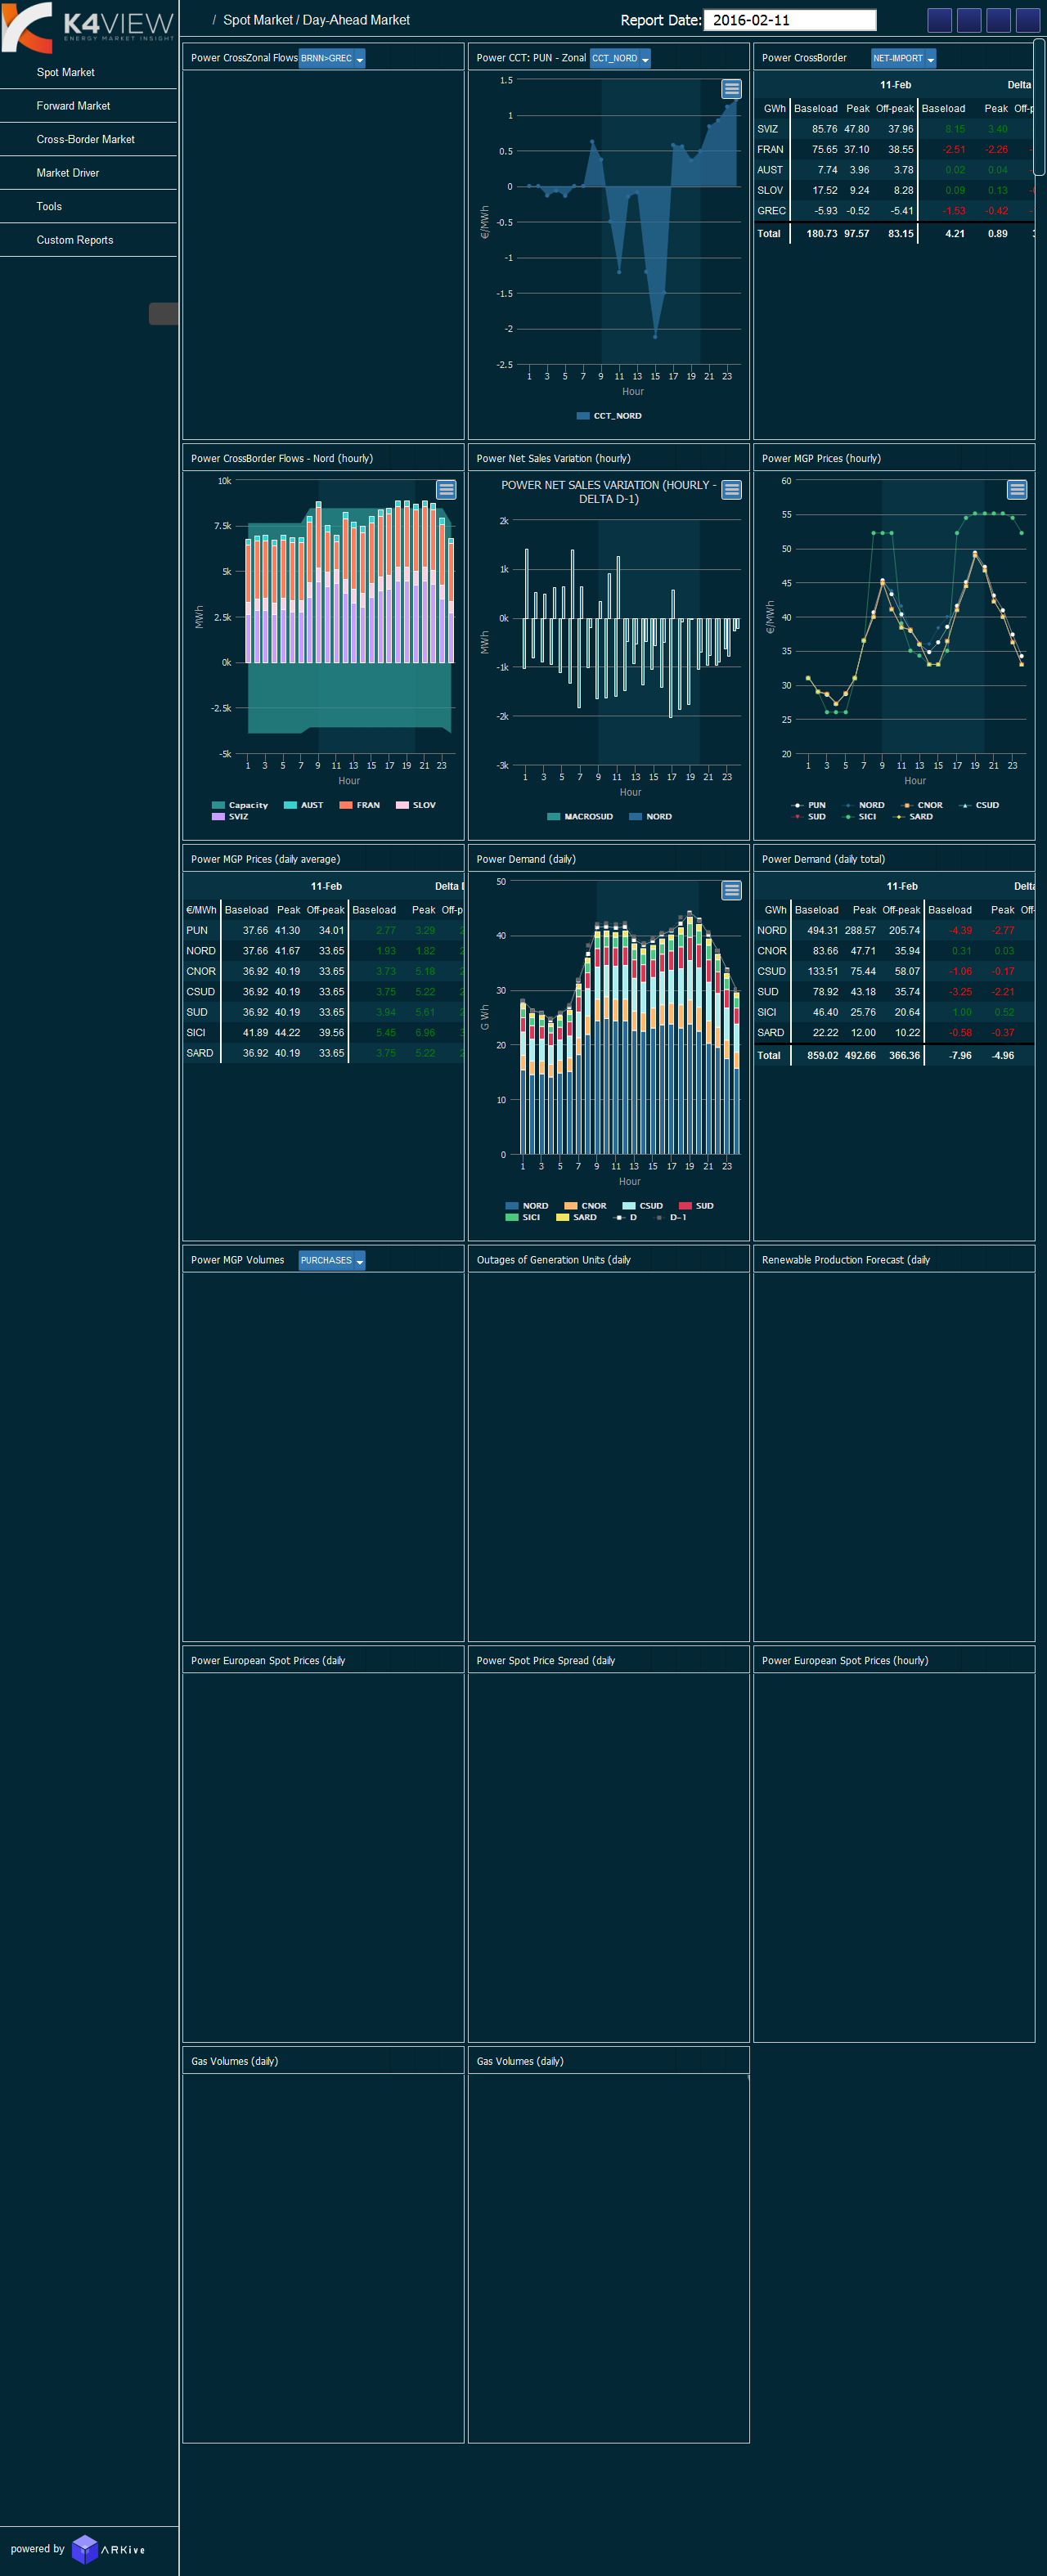 K4VIEW
ENERGY MARKET INSIGHT
/ Spot Market / Day-Ahead Market
Report Date: 2016-02-11
Spot Market
Forward Market
Cross-Border Market
Market Driver
Tools
Custom Reports
Power CrossZonal Flows BRNN>GREC
Power CCT: PUN - Zonal CCT_NORD
1.5
1
0.5
0
-0.5
-1
-1.5
-2
-2.5
€/MWh
1 3 5 7 9 11 13 15 17 19 21 23
Hour
CCT_NORD
Power CrossBorder NET-IMPORT
11-Feb Delta
GWh Baseload Peak Off-peak Baseload Peak Off-p
SVIZ 85.76 47.80 37.96 8.15 3.40
FRAN 75.65 37.10 38.55 -2.51 -2.26
AUST 7.74 3.96 3.78 0.02 0.04
SLOV 17.52 9.24 8.28 0.09 0.13
GREC -5.93 -0.52 -5.41 -1.53 -0.42
Total 180.73 97.57 83.15 4.21 0.89
Power CrossBorder Flows - Nord (hourly)
10k
7.5k
5k
2.5k
0k
-2.5k
-5k
MWh
1 3 5 7 9 11 13 15 17 19 21 23
Hour
Capacity AUST FRAN SLOV
SVIZ
Power Net Sales Variation (hourly)
POWER NET SALES VARIATION (HOURLY -
DELTA D-1)
2k
1k
0k
-1k
-2k
-3k
MWh
1 3 5 7 9 11 13 15 17 19 21 23
Hour
MACROSUD NORD
Power MGP Prices (hourly)
60
55
50
45
40
35
30
25
20
€/MWh
1 3 5 7 9 11 13 15 17 19 21 23
Hour
PUN NORD CNOR CSUD
SUD SICI SARD
Power MGP Prices (daily average)
11-Feb Delta
€/MWh Baseload Peak Off-peak Baseload Peak Off-p
PUN 37.66 41.30 34.01 2.77 3.29
NORD 37.66 41.67 33.65 1.93 1.82
CNOR 36.92 40.19 33.65 3.73 5.18
CSUD 36.92 40.19 33.65 3.75 5.22
SUD 36.92 40.19 33.65 3.94 5.61
SICI 41.89 44.22 39.56 5.45 6.96
SARD 36.92 40.19 33.65 3.75 5.22
Power Demand (daily)
50
40
30
20
10
0
G Wh
1 3 5 7 9 11 13 15 17 19 21 23
Hour
NORD CNOR CSUD SUD
SICI SARD D D-1
Power Demand (daily total)
11-Feb Delta
GWh Baseload Peak Off-peak Baseload Peak Off-
NORD 494.31 288.57 205.74 -4.39 -2.77
CNOR 83.66 47.71 35.94 0.31 0.03
CSUD 133.51 75.44 58.07 -1.06 -0.17
SUD 78.92 43.18 35.74 -3.25 -2.21
SICI 46.40 25.76 20.64 1.00 0.52
SARD 22.22 12.00 10.22 -0.58 -0.37
Total 859.02 492.66 366.36 -7.96 -4.96
Power MGP Volumes PURCHASES
Outages of Generation Units (daily
Renewable Production Forecast (daily
Power European Spot Prices (daily
Power Spot Price Spread (daily
Power European Spot Prices (hourly)
Gas Volumes (daily)
Gas Volumes (daily)
powered by ARKive